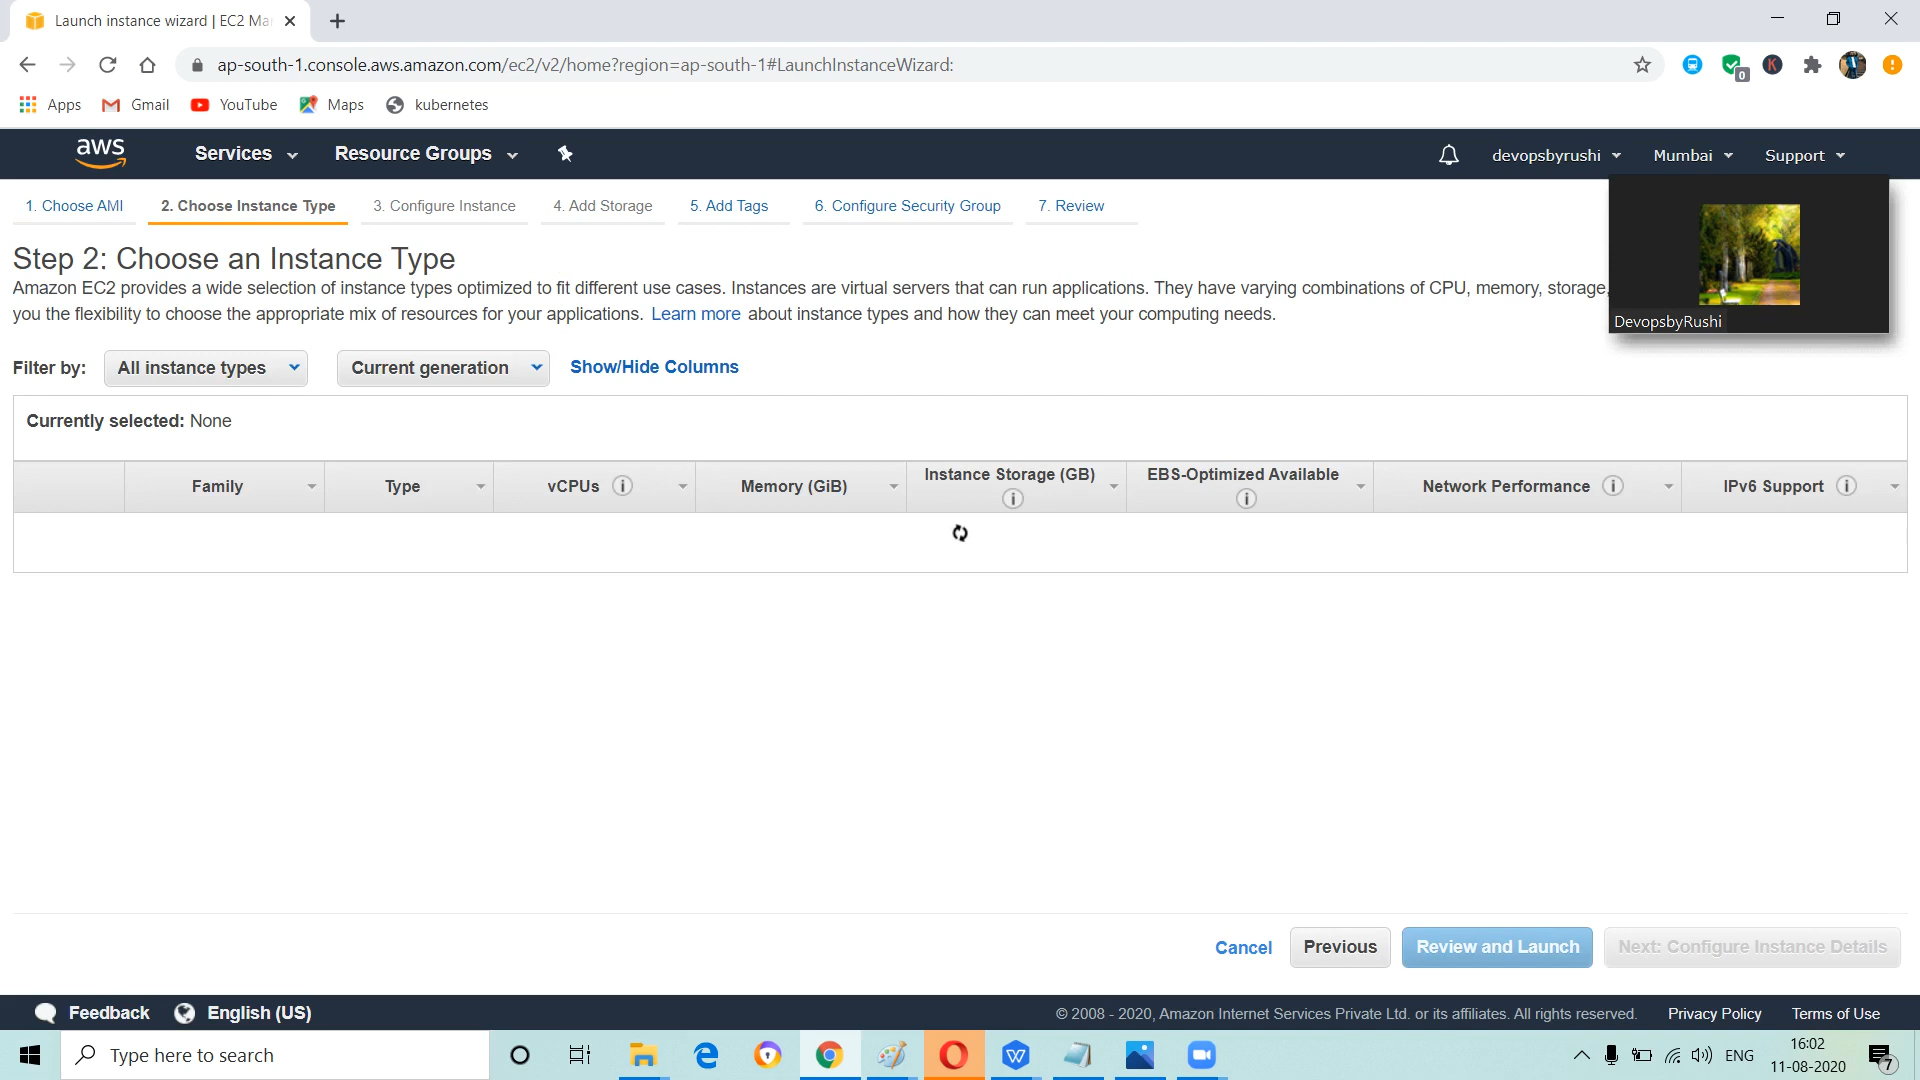 Launch instance wizard | EC2 Ma
ap-south-1.console.aws.amazon.com/ec2/v2/home?region=ap-south-1#LaunchInstanceWizard:
0
K
Apps Gmail YouTube Maps kubernetes
aws Services Resource Groups devopsbyrushi Mumbai Support
1. Choose AMI 2. Choose Instance Type 3. Configure Instance 4. Add Storage 5. Add Tags 6. Configure Security Group 7. Review
Step 2: Choose an Instance Type
Amazon EC2 provides a wide selection of instance types optimized to fit different use cases. Instances are virtual servers that can run applications. They have varying combinations of CPU, memory, storage,
you the flexibility to choose the appropriate mix of resources for your applications. Learn more about instance types and how they can meet your computing needs.
DevopsbyRushi
Filter by: All instance types Current generation Show/Hide Columns
Currently selected: None
Family Type vCPUs Memory (GiB) Instance Storage (GB) EBS-Optimized Available Network Performance IPv6 Support
Cancel Previous Review and Launch Next: Configure Instance Details
Feedback English (US) © 2008 - 2020, Amazon Internet Services Private Ltd. or its affiliates. All rights reserved. Privacy Policy Terms of Use
Type here to search
ENG
16:02
11-08-2020
7